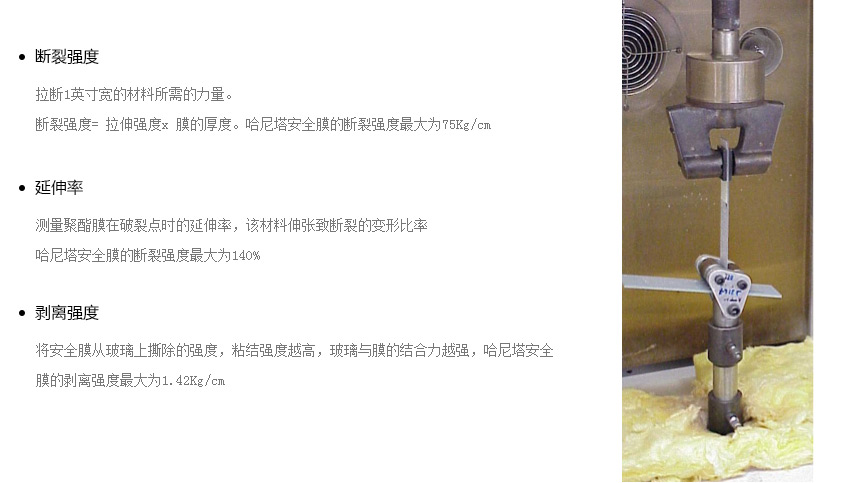 断裂强度
拉断1英寸宽的材料所需的力量。
断裂强度= 拉伸强度x 膜的厚度。哈尼塔安全膜的断裂强度最大为75Kg/cm
延伸率
测量聚酯膜在破裂点时的延伸率，该材料伸张致断裂的变形比率
哈尼塔安全膜的断裂强度最大为140%
剥离强度
将安全膜从玻璃上撕除的强度，粘结强度越高，玻璃与膜的结合力越强，哈尼塔安全
膜的剥离强度最大为1.42Kg/cm